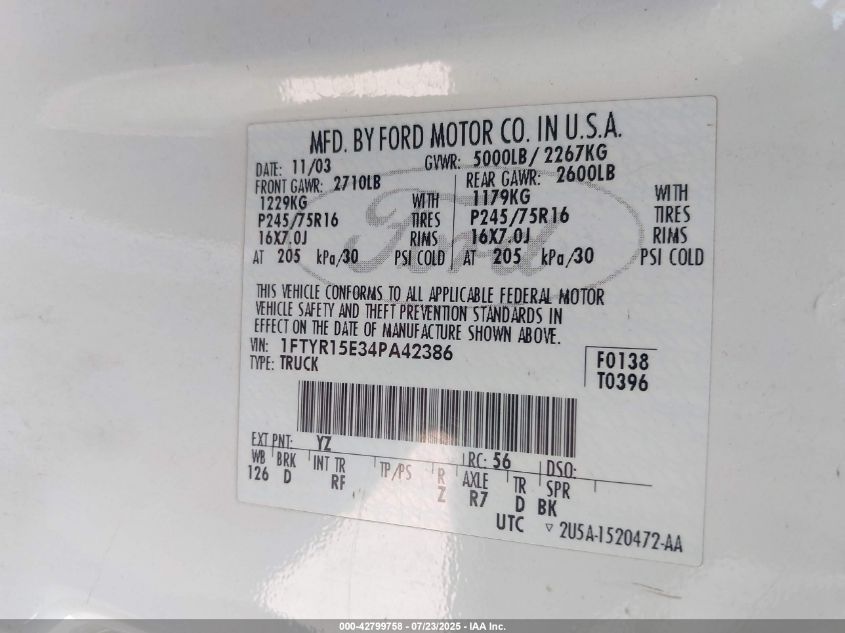 MFD. BY FORD MOTOR CO. IN U.S.A.
DATE: 11/03 GVWR: 5000LB/ 2267KG
FRONT GAWR: 2710LB REAR GAWR: 2600LB
1229KG WITH 1179KG WITH
P245/75R16 TIRES P245/75R16 TIRES
16X7.0J RIMS 16X7.0J RIMS
AT 205 kPa/30 PSI COLD AT 205 kPa/30 PSI COLD
Ford
THIS VEHICLE CONFORMS TO ALL APPLICABLE FEDERAL MOTOR
VEHICLE SAFETY AND THEFT PREVENTION STANDARDS IN
EFFECT ON THE DATE OF MANUFACTURE SHOWN ABOVE.
VIN: 1FTYR15E34PA42386
TYPE: TRUCK
F0138
T0396
EXT PNT: YZ RC: 56 DSO:
WB BRK INT TR TP/PS R AXLE TR SPR
126 D RF Z R7 D BK
UTC ▽ 2U5A-1520472-AA
000-42799758 - 07/23/2025 - IAA Inc.